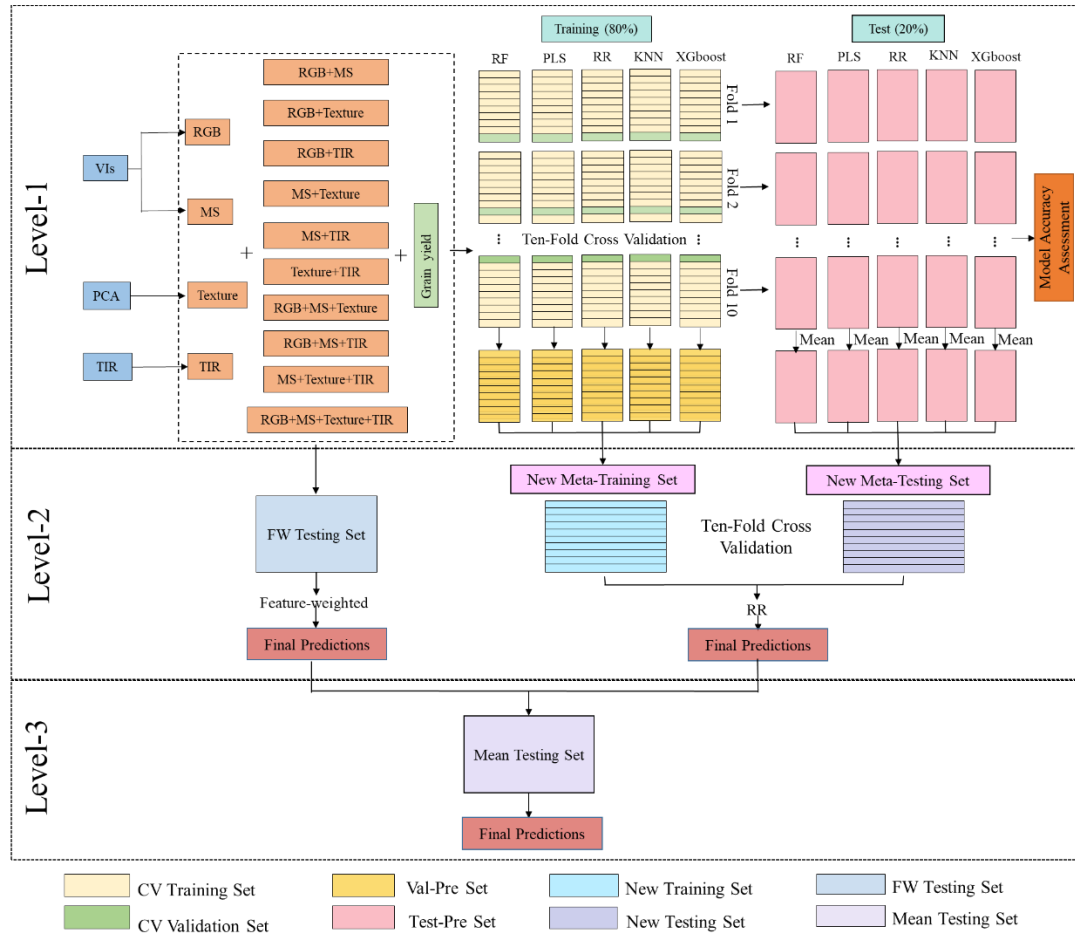 Level-1
VIs
PCA
TIR
RGB
MS
Texture
TIR
+
RGB+MS
RGB+Texture
RGB+TIR
MS+Texture
MS+TIR
Texture+TIR
RGB+MS+Texture
RGB+MS+TIR
MS+Texture+TIR
RGB+MS+Texture+TIR
+
Grain yield
Training (80%)
RF PLS RR KNN XGboost
Fold 1
Fold 2
⋮ Ten-Fold Cross Validation ⋮
Fold 10
Test (20%)
RF PLS RR KNN XGboost
⋮ ⋮ ⋮ ⋮ ⋮
Mean Mean Mean Mean Mean
Model Accuracy
Assessment
Level-2
FW Testing Set
Feature-weighted
Final Predictions
New Meta-Training Set
New Meta-Testing Set
Ten-Fold Cross
Validation
RR
Final Predictions
Level-3
Mean Testing Set
Final Predictions
CV Training Set
Val-Pre Set
New Training Set
FW Testing Set
CV Validation Set
Test-Pre Set
New Testing Set
Mean Testing Set